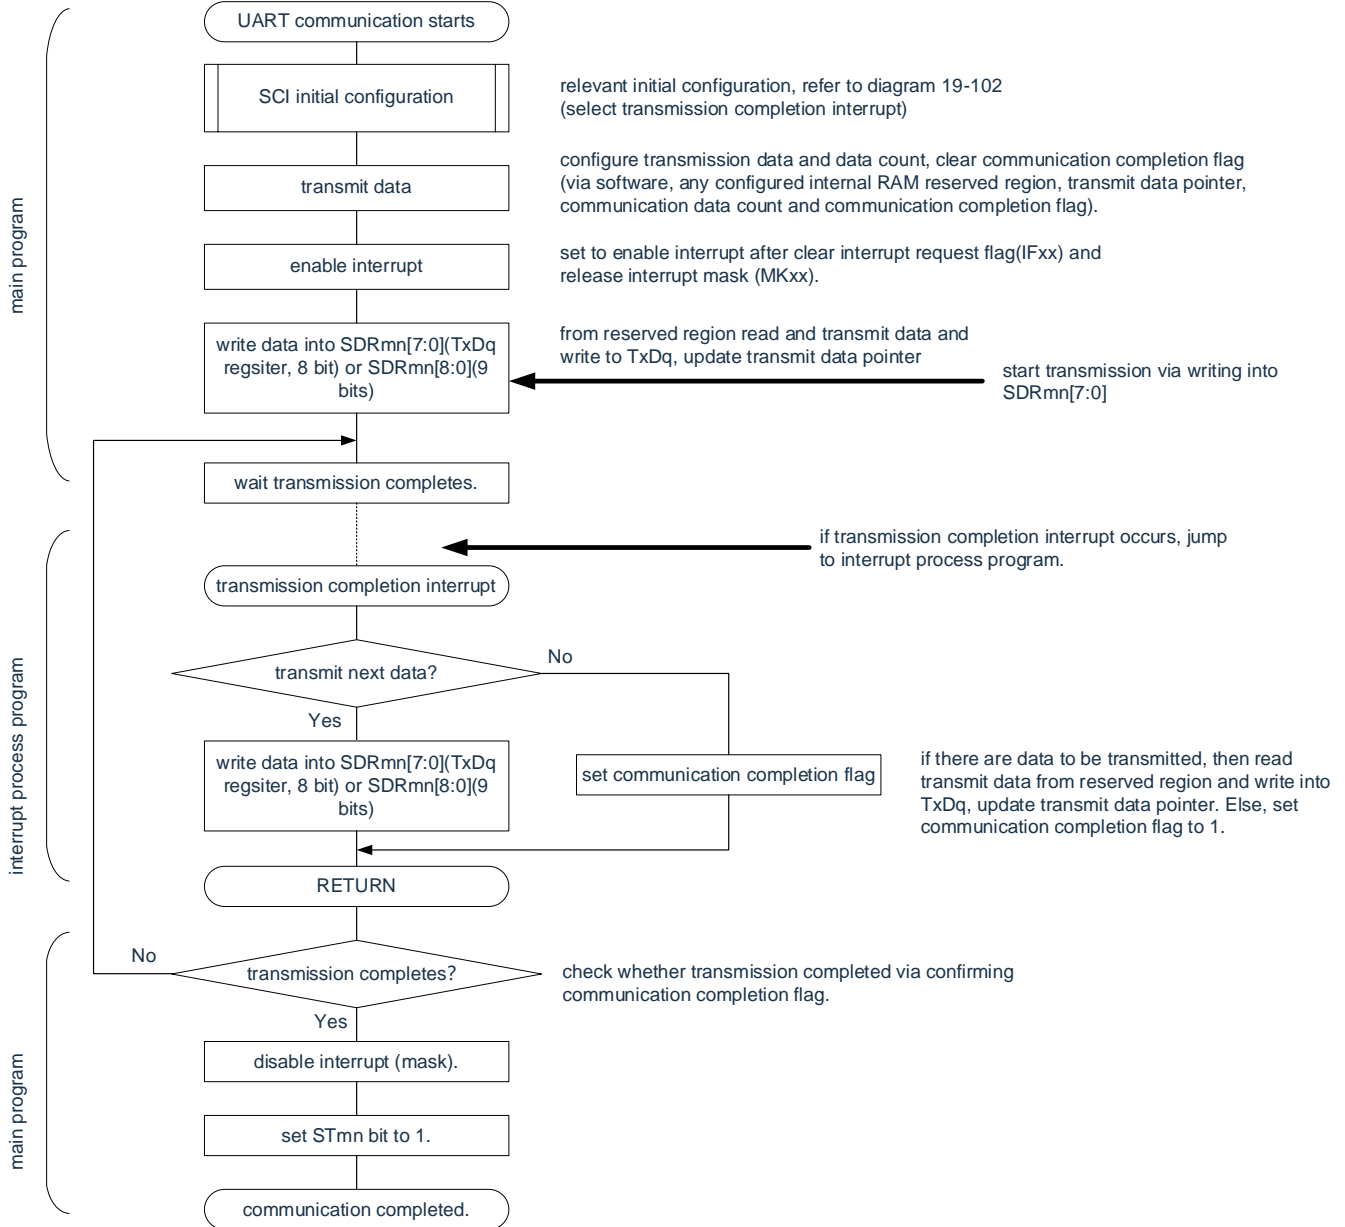 UART communication starts
SCI initial configuration
relevant initial configuration, refer to diagram 19-102
(select transmission completion interrupt)
transmit data
configure transmission data and data count, clear communication completion flag
(via software, any configured internal RAM reserved region, transmit data pointer,
communication data count and communication completion flag).
main program
enable interrupt
set to enable interrupt after clear interrupt request flag(IFxx) and
release interrupt mask (MKxx).
write data into SDRmn[7:0](TxDq
regsiter, 8 bit) or SDRmn[8:0](9
bits)
from reserved region read and transmit data and
write to TxDq, update transmit data pointer
start transmission via writing into
SDRmn[7:0]
wait transmission completes.
if transmission completion interrupt occurs, jump
to interrupt process program.
transmission completion interrupt
interrupt process program
transmit next data?
No
Yes
write data into SDRmn[7:0](TxDq
regsiter, 8 bit) or SDRmn[8:0](9
bits)
set communication completion flag
if there are data to be transmitted, then read
transmit data from reserved region and write into
TxDq, update transmit data pointer. Else, set
communication completion flag to 1.
RETURN
No
transmission completes?
check whether transmission completed via confirming
communication completion flag.
Yes
main program
disable interrupt (mask).
set STmn bit to 1.
communication completed.